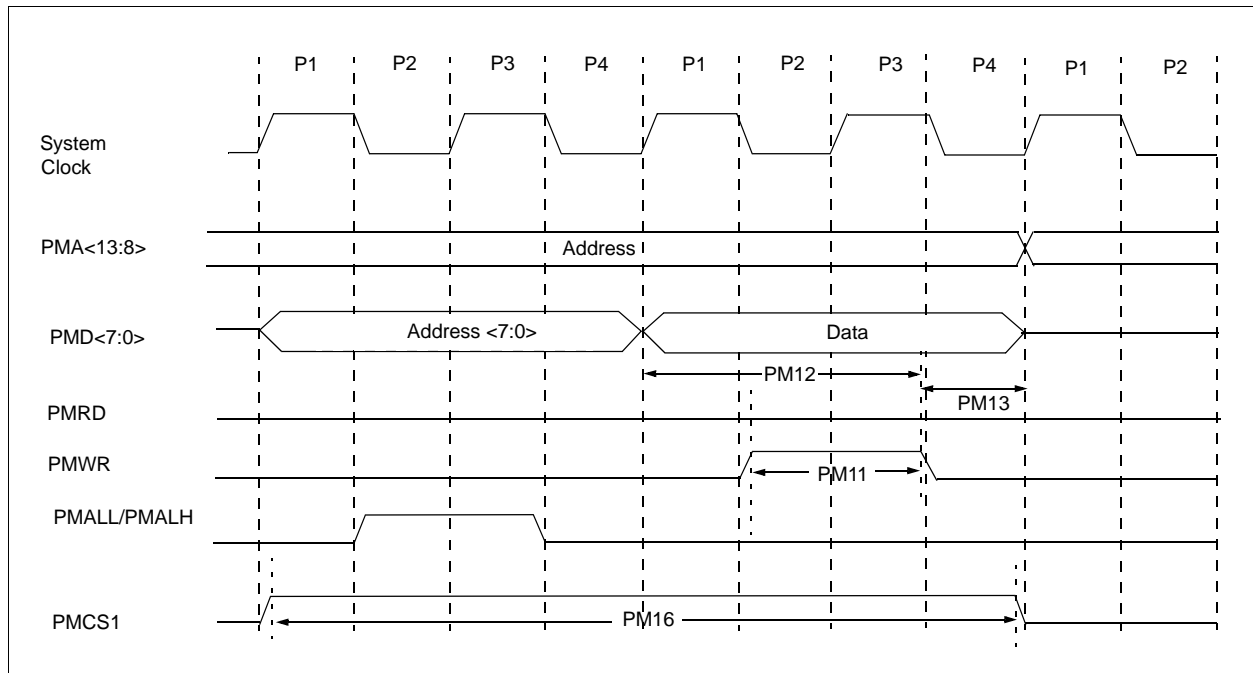 P1 P2 P3 P4 P1 P2 P3 P4 P1 P2
System
Clock
PMA<13:8>
Address
PMD<7:0>
Address <7:0>
Data
PM12
PM13
PMRD
PMWR
PM11
PMALL/PMALH
PMCS1
PM16